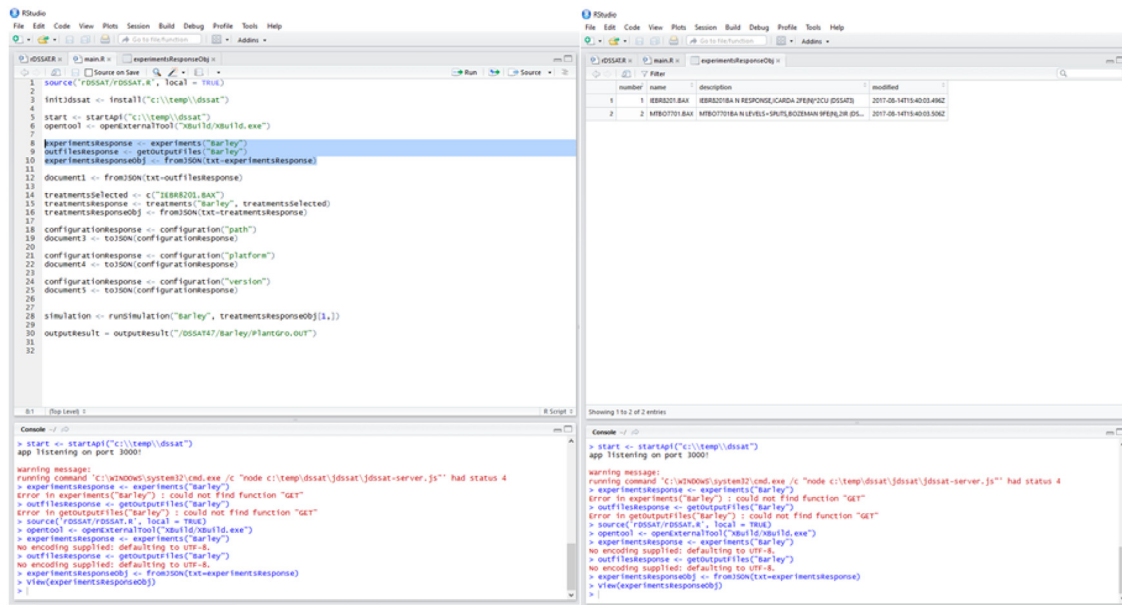 RStudio
File Edit Code View Plots Session Build Debug Profile Tools Help
Go to file/function Addins
rDSSAT.R × main.R × experimentsResponseObj ×
Source on Save Run Source
1 source('rDSSAT/rDSSAT.R', local = TRUE)
2
3 initJdssat <- install("c:\\temp\\dssat")
4
5 start <- startApi("c:\\temp\\dssat")
6 opentool <- openExternalTool("XBuild/XBuild.exe")
7
8 experimentsResponse <- experiments("Barley")
9 outfilesResponse <- getOutputFiles("Barley")
10 experimentsResponseObj <- fromJSON(txt=experimentsResponse)
11
12 document1 <- fromJSON(txt=outfilesResponse)
13
14 treatmentsSelected <- c("IEBR8201.BAX")
15 treatmentsResponse <- treatments("Barley", treatmentsSelected)
16 treatmentsResponseObj <- fromJSON(txt=treatmentsResponse)
17
18 configurationResponse <- configuration("path")
19 document3 <- toJSON(configurationResponse)
20
21 configurationResponse <- configuration("platform")
22 document4 <- toJSON(configurationResponse)
23
24 configurationResponse <- configuration("version")
25 document5 <- toJSON(configurationResponse)
26
27
28 simulation <- runSimulation("Barley", treatmentsResponseObj[1,])
29
30 outputResult = outputResult("/DSSAT47/Barley/PlantGro.OUT")
31
32
8:1 (Top Level) R Script
Console ~/
> start <- startApi("c:\\temp\\dssat")
app listening on port 3000!
Warning message:
running command 'C:\WINDOWS\system32\cmd.exe /c "node c:\temp\dssat\jdssat\jdssat-server.js"' had status 4
> experimentsResponse <- experiments("Barley")
Error in experiments("Barley") : could not find function "GET"
> outfilesResponse <- getOutputFiles("Barley")
Error in getOutputFiles("Barley") : could not find function "GET"
> source('rDSSAT/rDSSAT.R', local = TRUE)
> opentool <- openExternalTool("XBuild/XBuild.exe")
> experimentsResponse <- experiments("Barley")
No encoding supplied: defaulting to UTF-8.
> outfilesResponse <- getOutputFiles("Barley")
No encoding supplied: defaulting to UTF-8.
> experimentsResponseObj <- fromJSON(txt=experimentsResponse)
> View(experimentsResponseObj)
>
RStudio
File Edit Code View Plots Session Build Debug Profile Tools Help
Go to file/function Addins
rDSSAT.R × main.R × experimentsResponseObj ×
Filter
number name description modified
1 1 IEBR8201.BAX IEBR8201BA N RESPONSE,ICARDA 2FE(N)*2CU (DSSAT3) 2017-08-14T15:40:03.496Z
2 2 MTBO7701.BAX MTBO7701BA N LEVELS+SPLITS,BOZEMAN 9FE(N),2IR (DS... 2017-08-14T15:40:03.506Z
Showing 1 to 2 of 2 entries
Console ~/
> start <- startApi("c:\\temp\\dssat")
app listening on port 3000!
Warning message:
running command 'C:\WINDOWS\system32\cmd.exe /c "node c:\temp\dssat\jdssat\jdssat-server.js"' had status 4
> experimentsResponse <- experiments("Barley")
Error in experiments("Barley") : could not find function "GET"
> outfilesResponse <- getOutputFiles("Barley")
Error in getOutputFiles("Barley") : could not find function "GET"
> source('rDSSAT/rDSSAT.R', local = TRUE)
> opentool <- openExternalTool("XBuild/XBuild.exe")
> experimentsResponse <- experiments("Barley")
No encoding supplied: defaulting to UTF-8.
> outfilesResponse <- getOutputFiles("Barley")
No encoding supplied: defaulting to UTF-8.
> experimentsResponseObj <- fromJSON(txt=experimentsResponse)
> View(experimentsResponseObj)
>